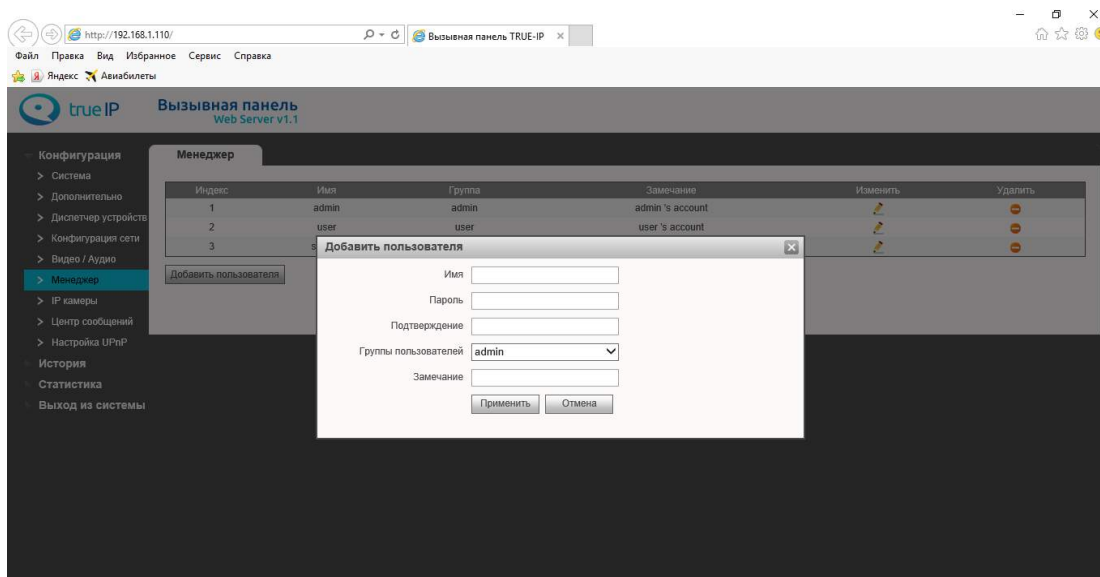 http://192.168.1.110/
Вызывная панель TRUE-IP
Файл Правка Вид Избранное Сервис Справка
Я Яндекс Авиабилеты
true IP
Вызывная панель
Web Server v1.1
Конфигурация
Система
Дополнительно
Диспетчер устройств
Конфигурация сети
Видео / Аудио
Менеджер
IP камеры
Центр сообщений
Настройка UPnP
История
Статистика
Выход из системы
Менеджер
Индекс Имя Группа Замечание Изменить Удалить
1 admin admin admin 's account
2 user user user 's account
3 s
Добавить пользователя
Добавить пользователя
Имя
Пароль
Подтверждение
Группы пользователей admin
Замечание
Применить Отмена